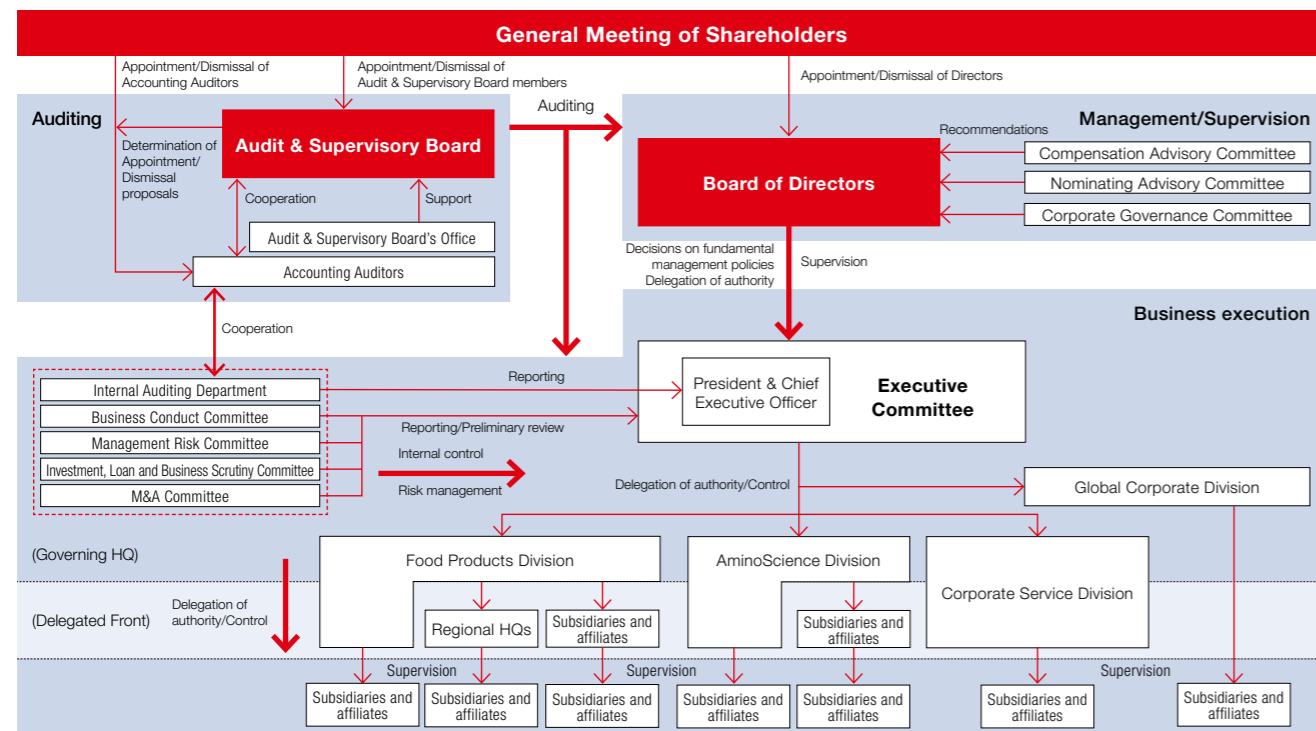 General Meeting of Shareholders
Appointment/Dismissal of
Accounting Auditors
Appointment/Dismissal of
Audit & Supervisory Board members
Appointment/Dismissal of Directors
Auditing
Auditing
Management/Supervision
Audit & Supervisory Board
Determination of
Appointment/
Dismissal
proposals
Cooperation
Support
Audit & Supervisory Board's Office
Accounting Auditors
Recommendations
Board of Directors
Compensation Advisory Committee
Nominating Advisory Committee
Corporate Governance Committee
Decisions on fundamental
management policies
Delegation of authority
Supervision
Cooperation
Business execution
Internal Auditing Department
Business Conduct Committee
Management Risk Committee
Investment, Loan and Business Scrutiny Committee
M&A Committee
Reporting
Reporting/Preliminary review
Internal control
Risk management
President & Chief
Executive Officer
Executive
Committee
Delegation of authority/Control
Global Corporate Division
(Governing HQ)
Food Products Division
AminoScience Division
Corporate Service Division
(Delegated Front)
Delegation of
authority/Control
Regional HQs
Subsidiaries and
affiliates
Subsidiaries and
affiliates
Supervision
Supervision
Supervision
Subsidiaries and
affiliates
Subsidiaries and
affiliates
Subsidiaries and
affiliates
Subsidiaries and
affiliates
Subsidiaries and
affiliates
Subsidiaries and
affiliates
Subsidiaries and
affiliates